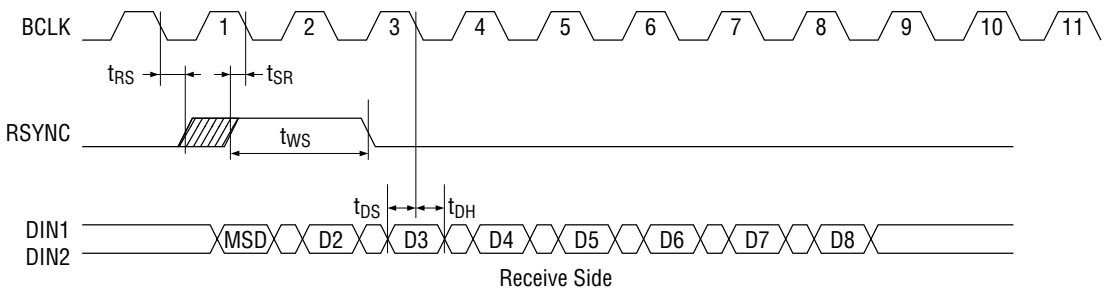 BCLK 1 2 3 4 5 6 7 8 9 10 11
tRS tSR
RSYNC
tWS
tDS tDH
DIN1
DIN2
MSD D2 D3 D4 D5 D6 D7 D8
Receive Side